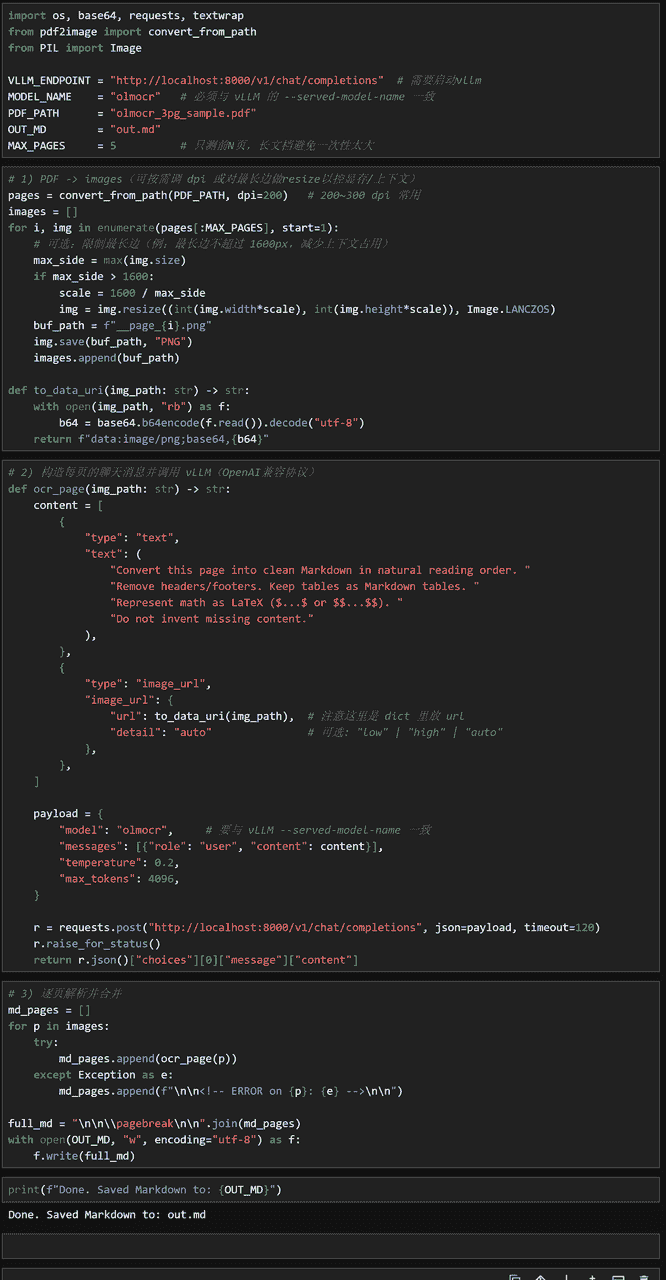 import os, base64, requests, textwrap
from pdf2image import convert_from_path
from PIL import Image

VLLM_ENDPOINT = "http://localhost:8000/v1/chat/completions"  # 需要启动vllm
MODEL_NAME    = "olmocr"   # 必须与 vLLM 的 --served-model-name 一致
PDF_PATH      = "olmocr_3pg_sample.pdf"
OUT_MD        = "out.md"
MAX_PAGES     = 5          # 只测前N页，长文档避免一次性太大

# 1) PDF -> images（可按需调 dpi 或对最长边做resize以控显存/上下文）
pages = convert_from_path(PDF_PATH, dpi=200)   # 200~300 dpi 常用
images = []
for i, img in enumerate(pages[:MAX_PAGES], start=1):
    # 可选：限制最长边（例：最长边不超过 1600px，减少上下文占用）
    max_side = max(img.size)
    if max_side > 1600:
        scale = 1600 / max_side
        img = img.resize((int(img.width*scale), int(img.height*scale)), Image.LANCZOS)
    buf_path = f"__page_{i}.png"
    img.save(buf_path, "PNG")
    images.append(buf_path)

def to_data_uri(img_path: str) -> str:
    with open(img_path, "rb") as f:
        b64 = base64.b64encode(f.read()).decode("utf-8")
    return f"data:image/png;base64,{b64}"

# 2) 构造每页的聊天消息并调用 vLLM（OpenAI兼容协议）
def ocr_page(img_path: str) -> str:
    content = [
        {
            "type": "text",
            "text": (
                "Convert this page into clean Markdown in natural reading order. "
                "Remove headers/footers. Keep tables as Markdown tables. "
                "Represent math as LaTeX ($...$ or $$...$$). "
                "Do not invent missing content."
            ),
        },
        {
            "type": "image_url",
            "image_url": {
                "url": to_data_uri(img_path),  # 注意这里是 dict 里放 url
                "detail": "auto"               # 可选: "low" | "high" | "auto"
            },
        },
    ]

    payload = {
        "model": "olmocr",     # 要与 vLLM --served-model-name 一致
        "messages": [{"role": "user", "content": content}],
        "temperature": 0.2,
        "max_tokens": 4096,
    }

    r = requests.post("http://localhost:8000/v1/chat/completions", json=payload, timeout=120)
    r.raise_for_status()
    return r.json()["choices"][0]["message"]["content"]

# 3) 逐页解析并合并
md_pages = []
for p in images:
    try:
        md_pages.append(ocr_page(p))
    except Exception as e:
        md_pages.append(f"\n\n<!-- ERROR on {p}: {e} -->\n\n")

full_md = "\n\n\\pagebreak\n\n".join(md_pages)
with open(OUT_MD, "w", encoding="utf-8") as f:
    f.write(full_md)

print(f"Done. Saved Markdown to: {OUT_MD}")
Done. Saved Markdown to: out.md